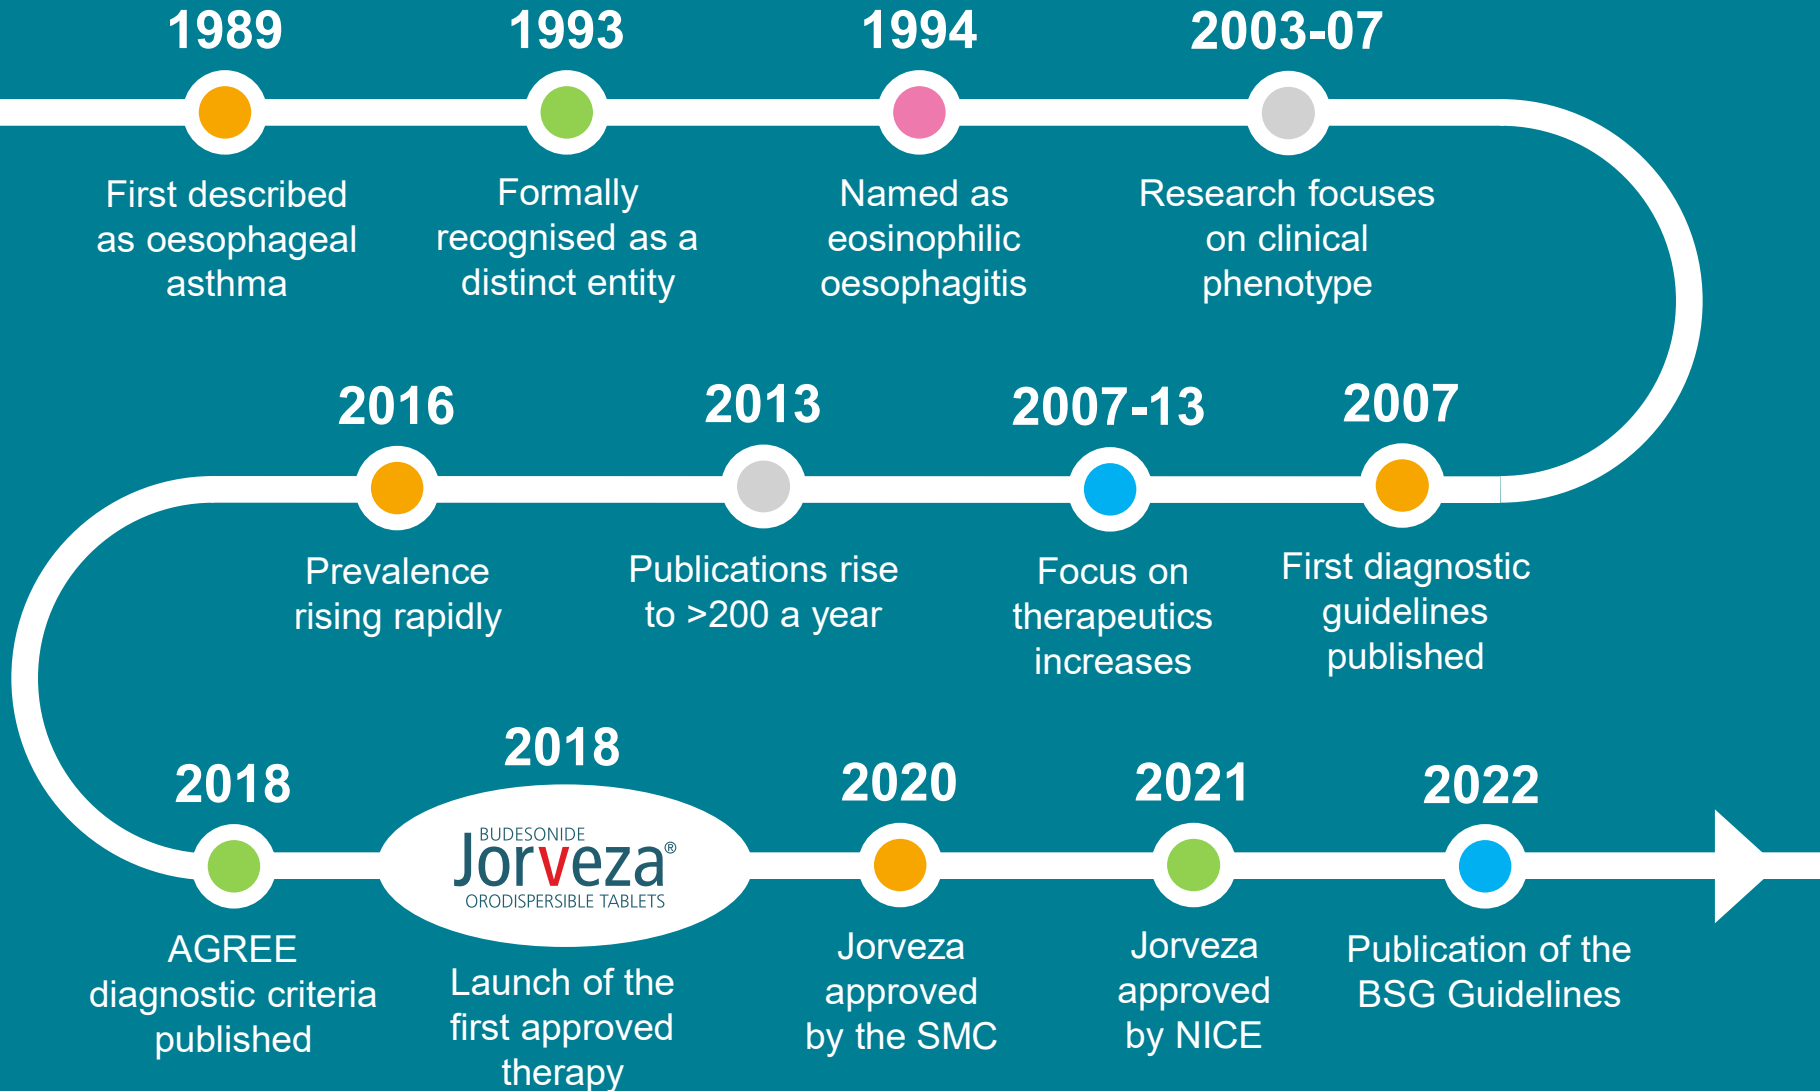 1989
First described
as oesophageal
asthma
1993
Formally
recognised as a
distinct entity
1994
Named as
eosinophilic
oesophagitis
2003-07
Research focuses
on clinical
phenotype
2007
First diagnostic
guidelines
published
2007-13
Focus on
therapeutics
increases
2013
Publications rise
to >200 a year
2016
Prevalence
rising rapidly
2018
AGREE
diagnostic criteria
published
2018
BUDESONIDE
Jorveza®
ORODISPERSIBLE TABLETS
Launch of the
first approved
therapy
2020
Jorveza
approved
by the SMC
2021
Jorveza
approved
by NICE
2022
Publication of the
BSG Guidelines